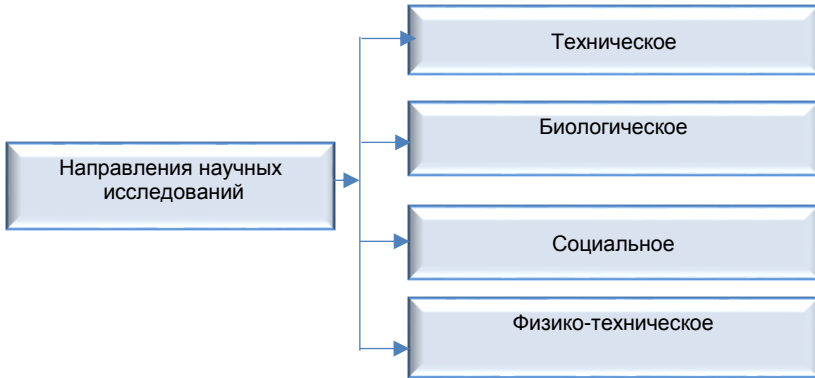 Техническое
Биологическое
Направления научных
исследований
Социальное
Физико-техническое